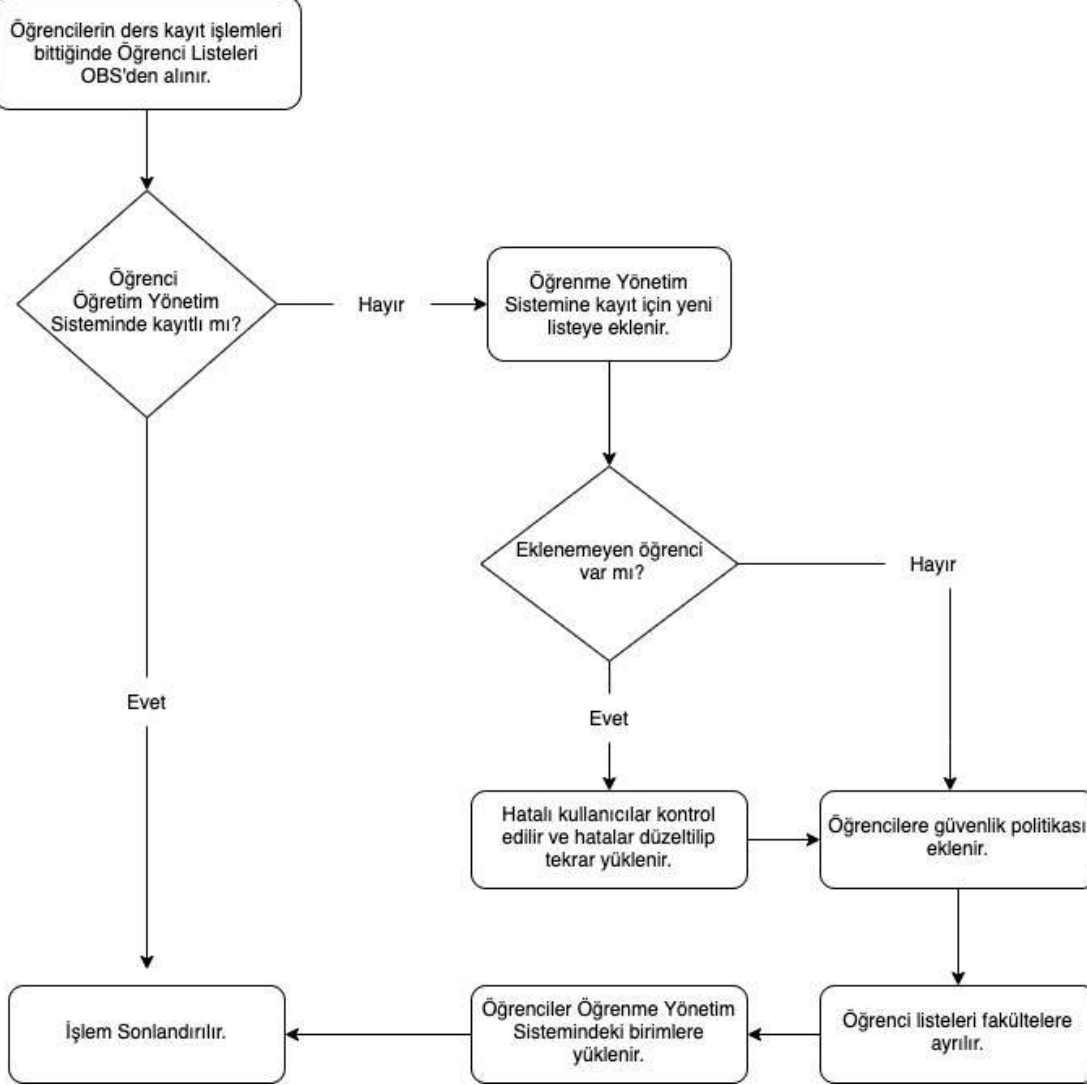 Öğrencilerin ders kayıt işlemleri
bittiğinde Öğrenci Listeleri
OBS'den alınır.
Öğrenci
Öğretim Yönetim
Sisteminde kayıtlı mı?
Hayır
Öğrenme Yönetim
Sistemine kayıt için yeni
listeye eklenir.
Eklenemeyen öğrenci
var mı?
Hayır
Evet
Evet
Hatalı kullanıcılar kontrol
edilir ve hatalar düzeltilip
tekrar yüklenir.
Öğrencilere güvenlik politikası
eklenir.
Öğrenci listeleri fakültelere
ayrılır.
Öğrenciler Öğrenme Yönetim
Sistemindeki birimlere
yüklenir.
İşlem Sonlandırılır.